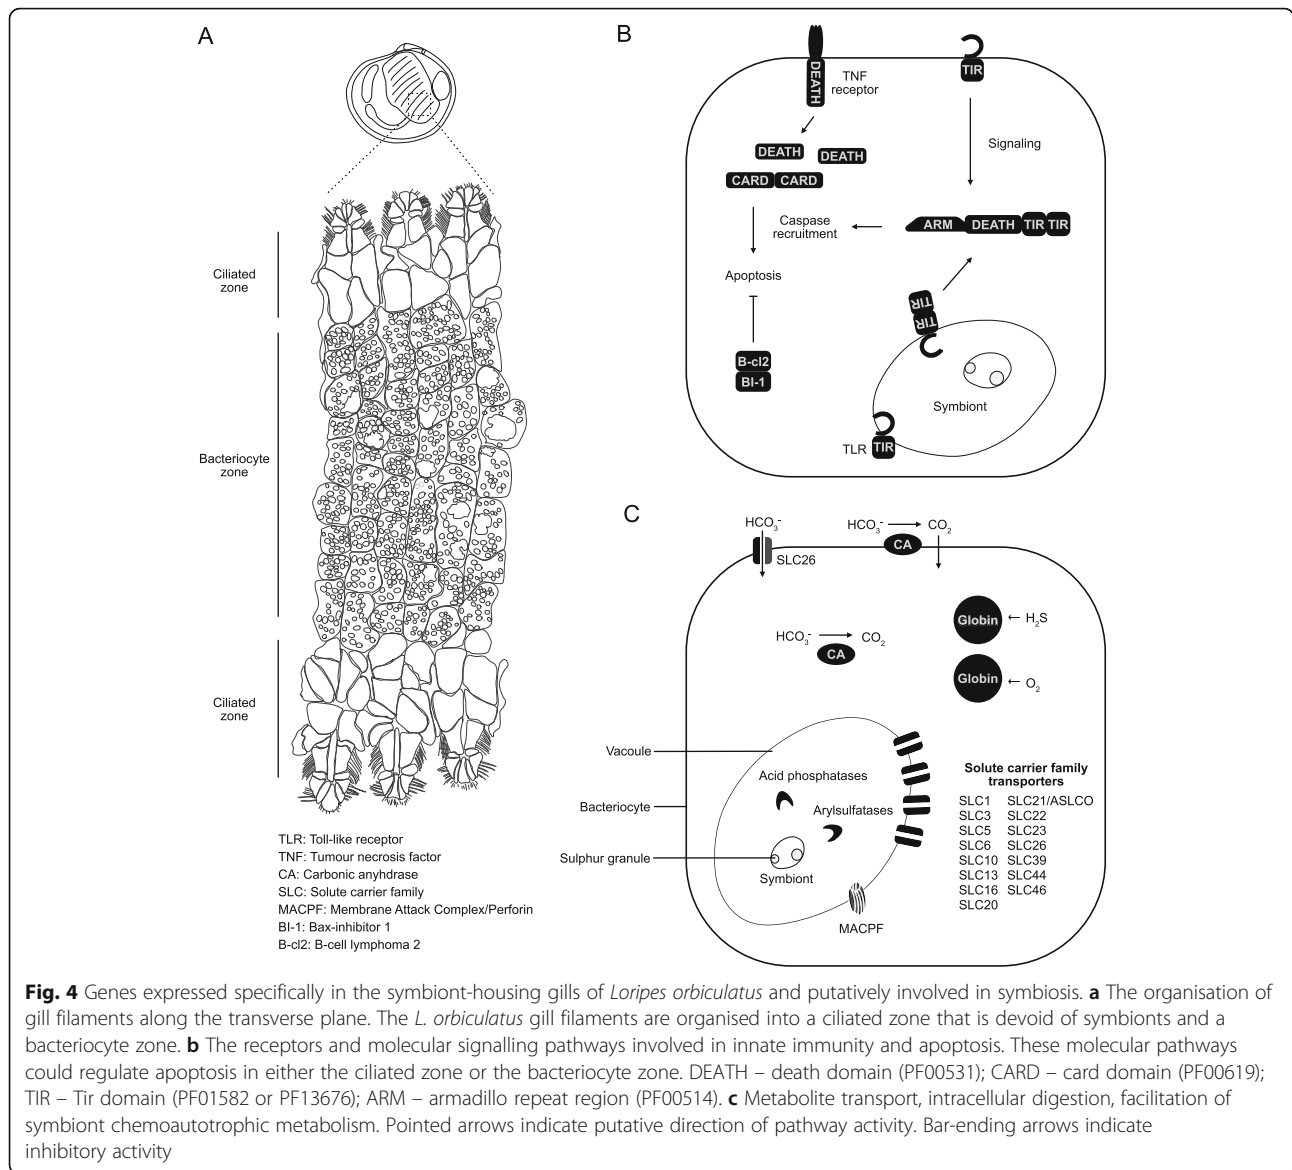 A
Ciliated
zone
Bacteriocyte
zone
Ciliated
zone
TLR: Toll-like receptor
TNF: Tumour necrosis factor
CA: Carbonic anyhdrase
SLC: Solute carrier family
MACPF: Membrane Attack Complex/Perforin
BI-1: Bax-inhibitor 1
B-cl2: B-cell lymphoma 2
B
DEATH
TNF
receptor
TIR
Signaling
DEATH
DEATH
CARD CARD
Caspase
recruitment
ARM DEATH TIR TIR
Apoptosis
TIR
TIR
B-cl2
BI-1
Symbiont
TLR TIR
C
HCO₃⁻
SLC26
HCO₃⁻ CO₂
CA
Globin H₂S
HCO₃⁻ CO₂
CA
Globin O₂
Vacoule
Acid phosphatases
Bacteriocyte
Arylsulfatases
Sulphur granule
Symbiont
MACPF
Solute carrier family
transporters
SLC1 SLC21/ASLCO
SLC3 SLC22
SLC5 SLC23
SLC6 SLC26
SLC10 SLC39
SLC13 SLC44
SLC16 SLC46
SLC20
Fig. 4 Genes expressed specifically in the symbiont-housing gills of Loripes orbiculatus and putatively involved in symbiosis. a The organisation of
gill filaments along the transverse plane. The L. orbiculatus gill filaments are organised into a ciliated zone that is devoid of symbionts and a
bacteriocyte zone. b The receptors and molecular signalling pathways involved in innate immunity and apoptosis. These molecular pathways
could regulate apoptosis in either the ciliated zone or the bacteriocyte zone. DEATH – death domain (PF00531); CARD – card domain (PF00619);
TIR – Tir domain (PF01582 or PF13676); ARM – armadillo repeat region (PF00514). c Metabolite transport, intracellular digestion, facilitation of
symbiont chemoautotrophic metabolism. Pointed arrows indicate putative direction of pathway activity. Bar-ending arrows indicate
inhibitory activity